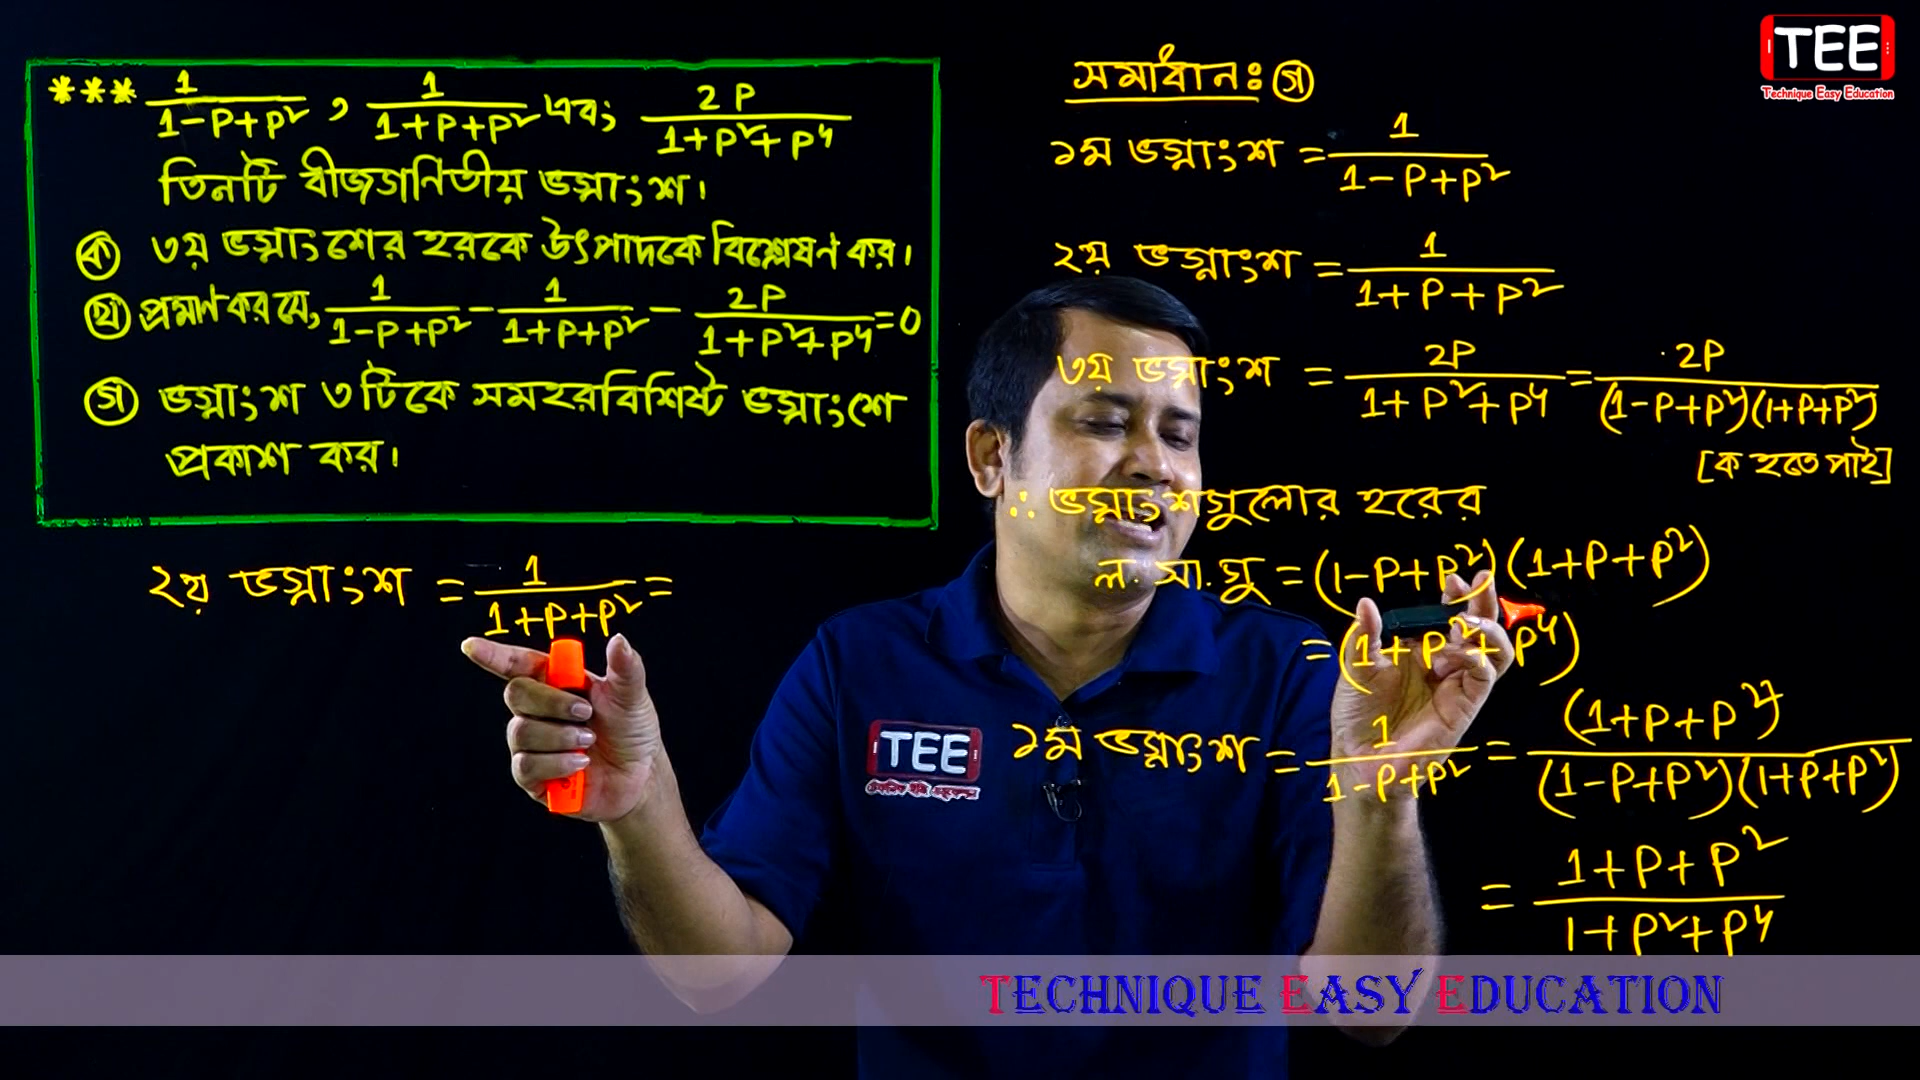 *** 1/(1-P+P²), 1/(1+P+P²) এবং 2P/(1+P²+P⁴)
তিনটি বীজগণিতীয় ভগ্নাংশ।
ক ৩য় ভগ্নাংশের হরকে উৎপাদকে বিশ্লেষণ কর।
খ প্রমাণ কর যে, 1/(1-P+P²) - 1/(1+P+P²) - 2P/(1+P²+P⁴) = 0
গ ভগ্নাংশ ৩টিকে সমহরবিশিষ্ট ভগ্নাংশে
প্রকাশ কর।
২য় ভগ্নাংশ = 1/(1+P+P²) =
সমাধানঃ গ
১ম ভগ্নাংশ = 1/(1-P+P²)
২য় ভগ্নাংশ = 1/(1+P+P²)
৩য় ভগ্নাংশ = 2P/(1+P²+P⁴) = 2P/((1-P+P²)(1+P+P²))
[ক হতে পাই]
∴ ভগ্নাংশগুলোর হরের
ল.সা.গু = (1-P+P²)(1+P+P²)
= (1+P²+P⁴)
১ম ভগ্নাংশ = 1/(1-P+P²) = (1+P+P²)/((1-P+P²)(1+P+P²))
= (1+P+P²)/(1+P²+P⁴)
TEE
Technique Easy Education
TEE
টেকনিক ইজি এডুকেশন
TECHNIQUE EASY EDUCATION